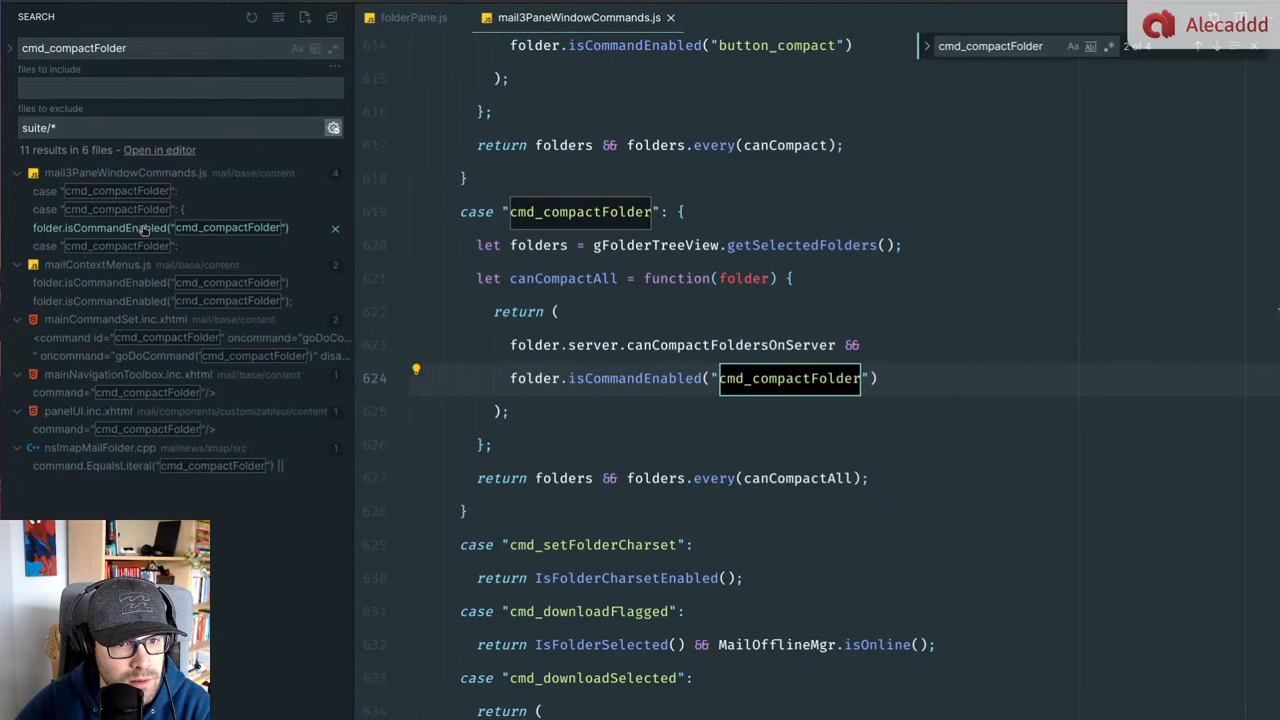 SEARCH
cmd_compactFolder
files to include
files to exclude
suite/*
11 results in 6 files - Open in editor
mail3PaneWindowCommands.js mail/base/content 4
case "cmd_compactFolder":
case "cmd_compactFolder": {
folder.isCommandEnabled("cmd_compactFolder")
case "cmd_compactFolder":
mailContextMenus.js mail/base/content 2
folder.isCommandEnabled("cmd_compactFolder")
folder.isCommandEnabled("cmd_compactFolder");
mainCommandSet.inc.xhtml mail/base/content 2
<command id="cmd_compactFolder" oncommand="goDoCo...
" oncommand="goDoCommand('cmd_compactFolder')" disa...
mainNavigationToolbox.inc.xhtml mail/base/content 1
command="cmd_compactFolder"/>
panelUI.inc.xhtml mail/components/customizableui/content 1
command="cmd_compactFolder"/>
nsImapMailFolder.cpp mailnews/imap/src 1
command.EqualsLiteral("cmd_compactFolder") ||
folderPane.js
mail3PaneWindowCommands.js
Alecaddd
cmd_compactFolder 2 of 4
614 folder.isCommandEnabled("button_compact")
615 );
616 };
617 return folders && folders.every(canCompact);
618 }
619 case "cmd_compactFolder": {
620 let folders = gFolderTreeView.getSelectedFolders();
621 let canCompactAll = function(folder) {
622 return (
623 folder.server.canCompactFoldersOnServer &&
624 folder.isCommandEnabled("cmd_compactFolder")
625 );
626 };
627 return folders && folders.every(canCompactAll);
628 }
629 case "cmd_setFolderCharset":
630 return IsFolderCharsetEnabled();
631 case "cmd_downloadFlagged":
632 return IsFolderSelected() && MailOfflineMgr.isOnline();
633 case "cmd_downloadSelected":
634 return (